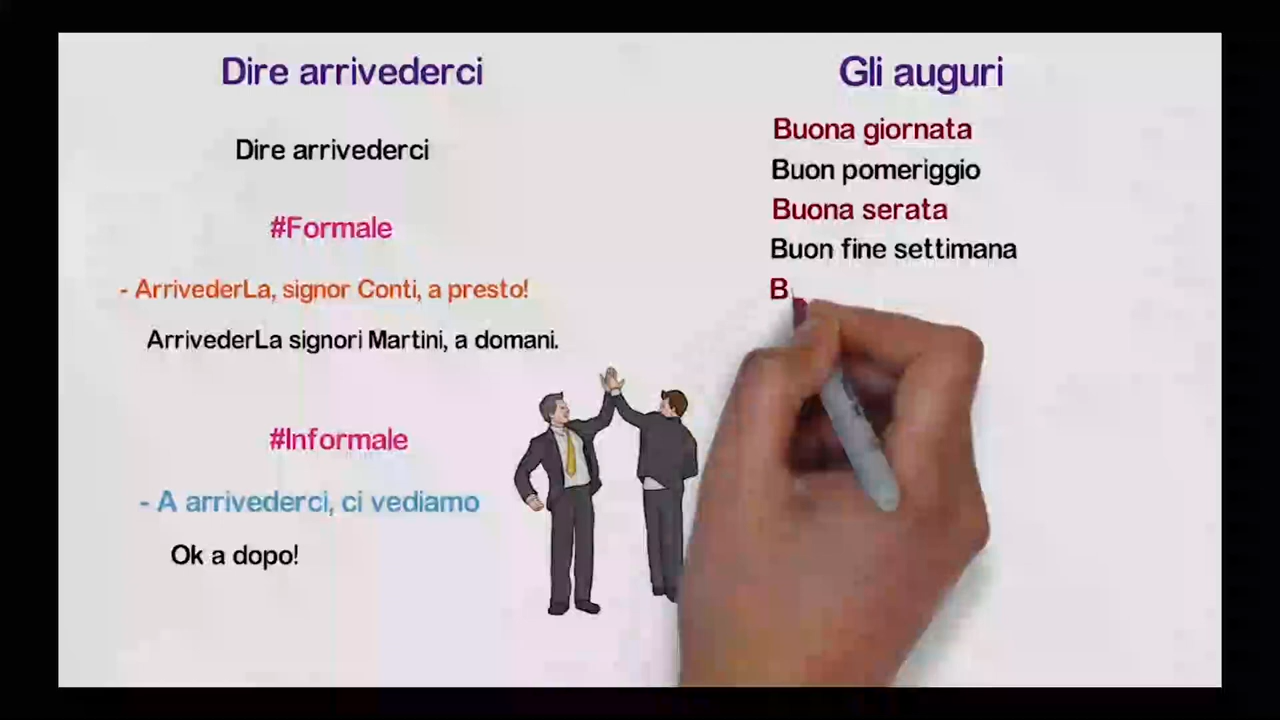 Dire arrivederci
Dire arrivederci
#Formale
- ArrivederLa, signor Conti, a presto!
ArrivederLa signori Martini, a domani.
#Informale
- A arrivederci, ci vediamo
Ok a dopo!
Gli auguri
Buona giornata
Buon pomeriggio
Buona serata
Buon fine settimana
B